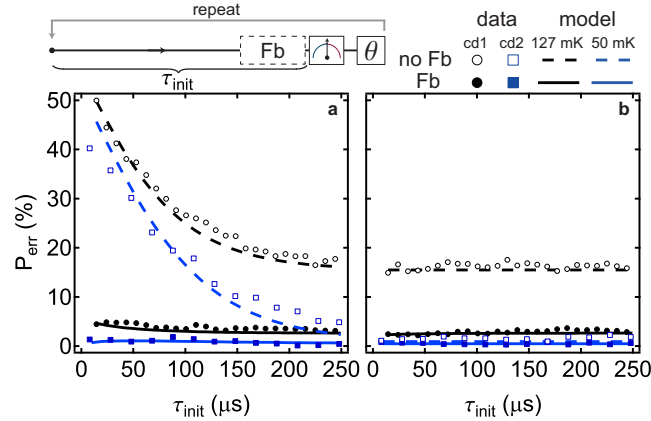 repeat
Fb
θ
τinit
data model
cd1 cd2 127 mK 50 mK
no Fb
Fb
a b
Perr (%)
50
40
30
20
10
0
0 50 100 150 200 250 0 50 100 150 200 250
τinit (μs) τinit (μs)